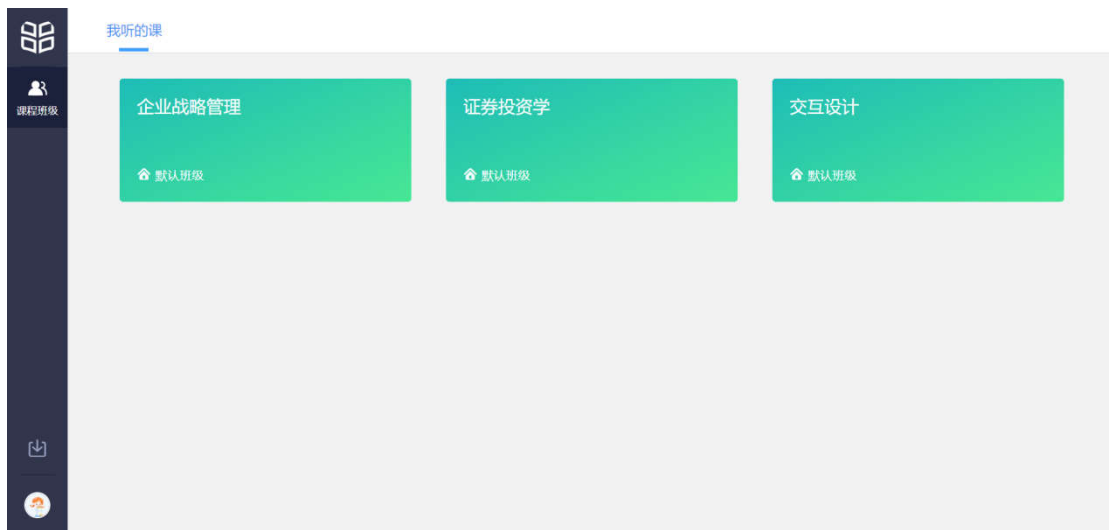 我听的课
课程班级
企业战略管理
证券投资学
交互设计
默认班级
默认班级
默认班级